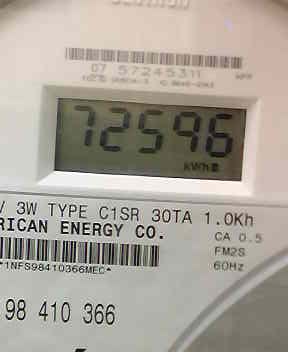 07 57245311
72596
kWh
V 3W TYPE C1SR 30TA 1.0Kh
RICAN ENERGY CO.
CA 0.5
FM2S
*1NFS98410366MEC*
60Hz
98 410 366